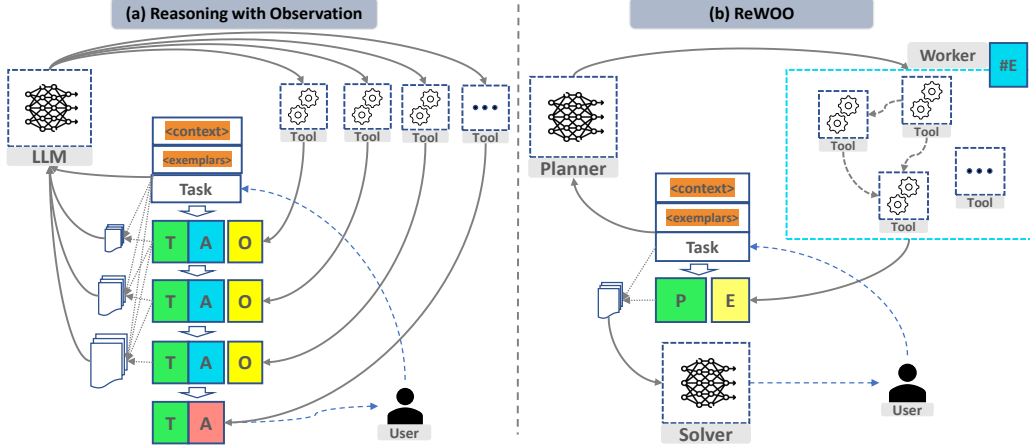 (a) Reasoning with Observation
LLM
Tool
Tool
Tool
Tool
<context>
<exemplars>
Task
T A O
T A O
T A O
T A
User
(b) ReWOO
Planner
Worker
#E
Tool
Tool
Tool
Tool
<context>
<exemplars>
Task
P E
Solver
User